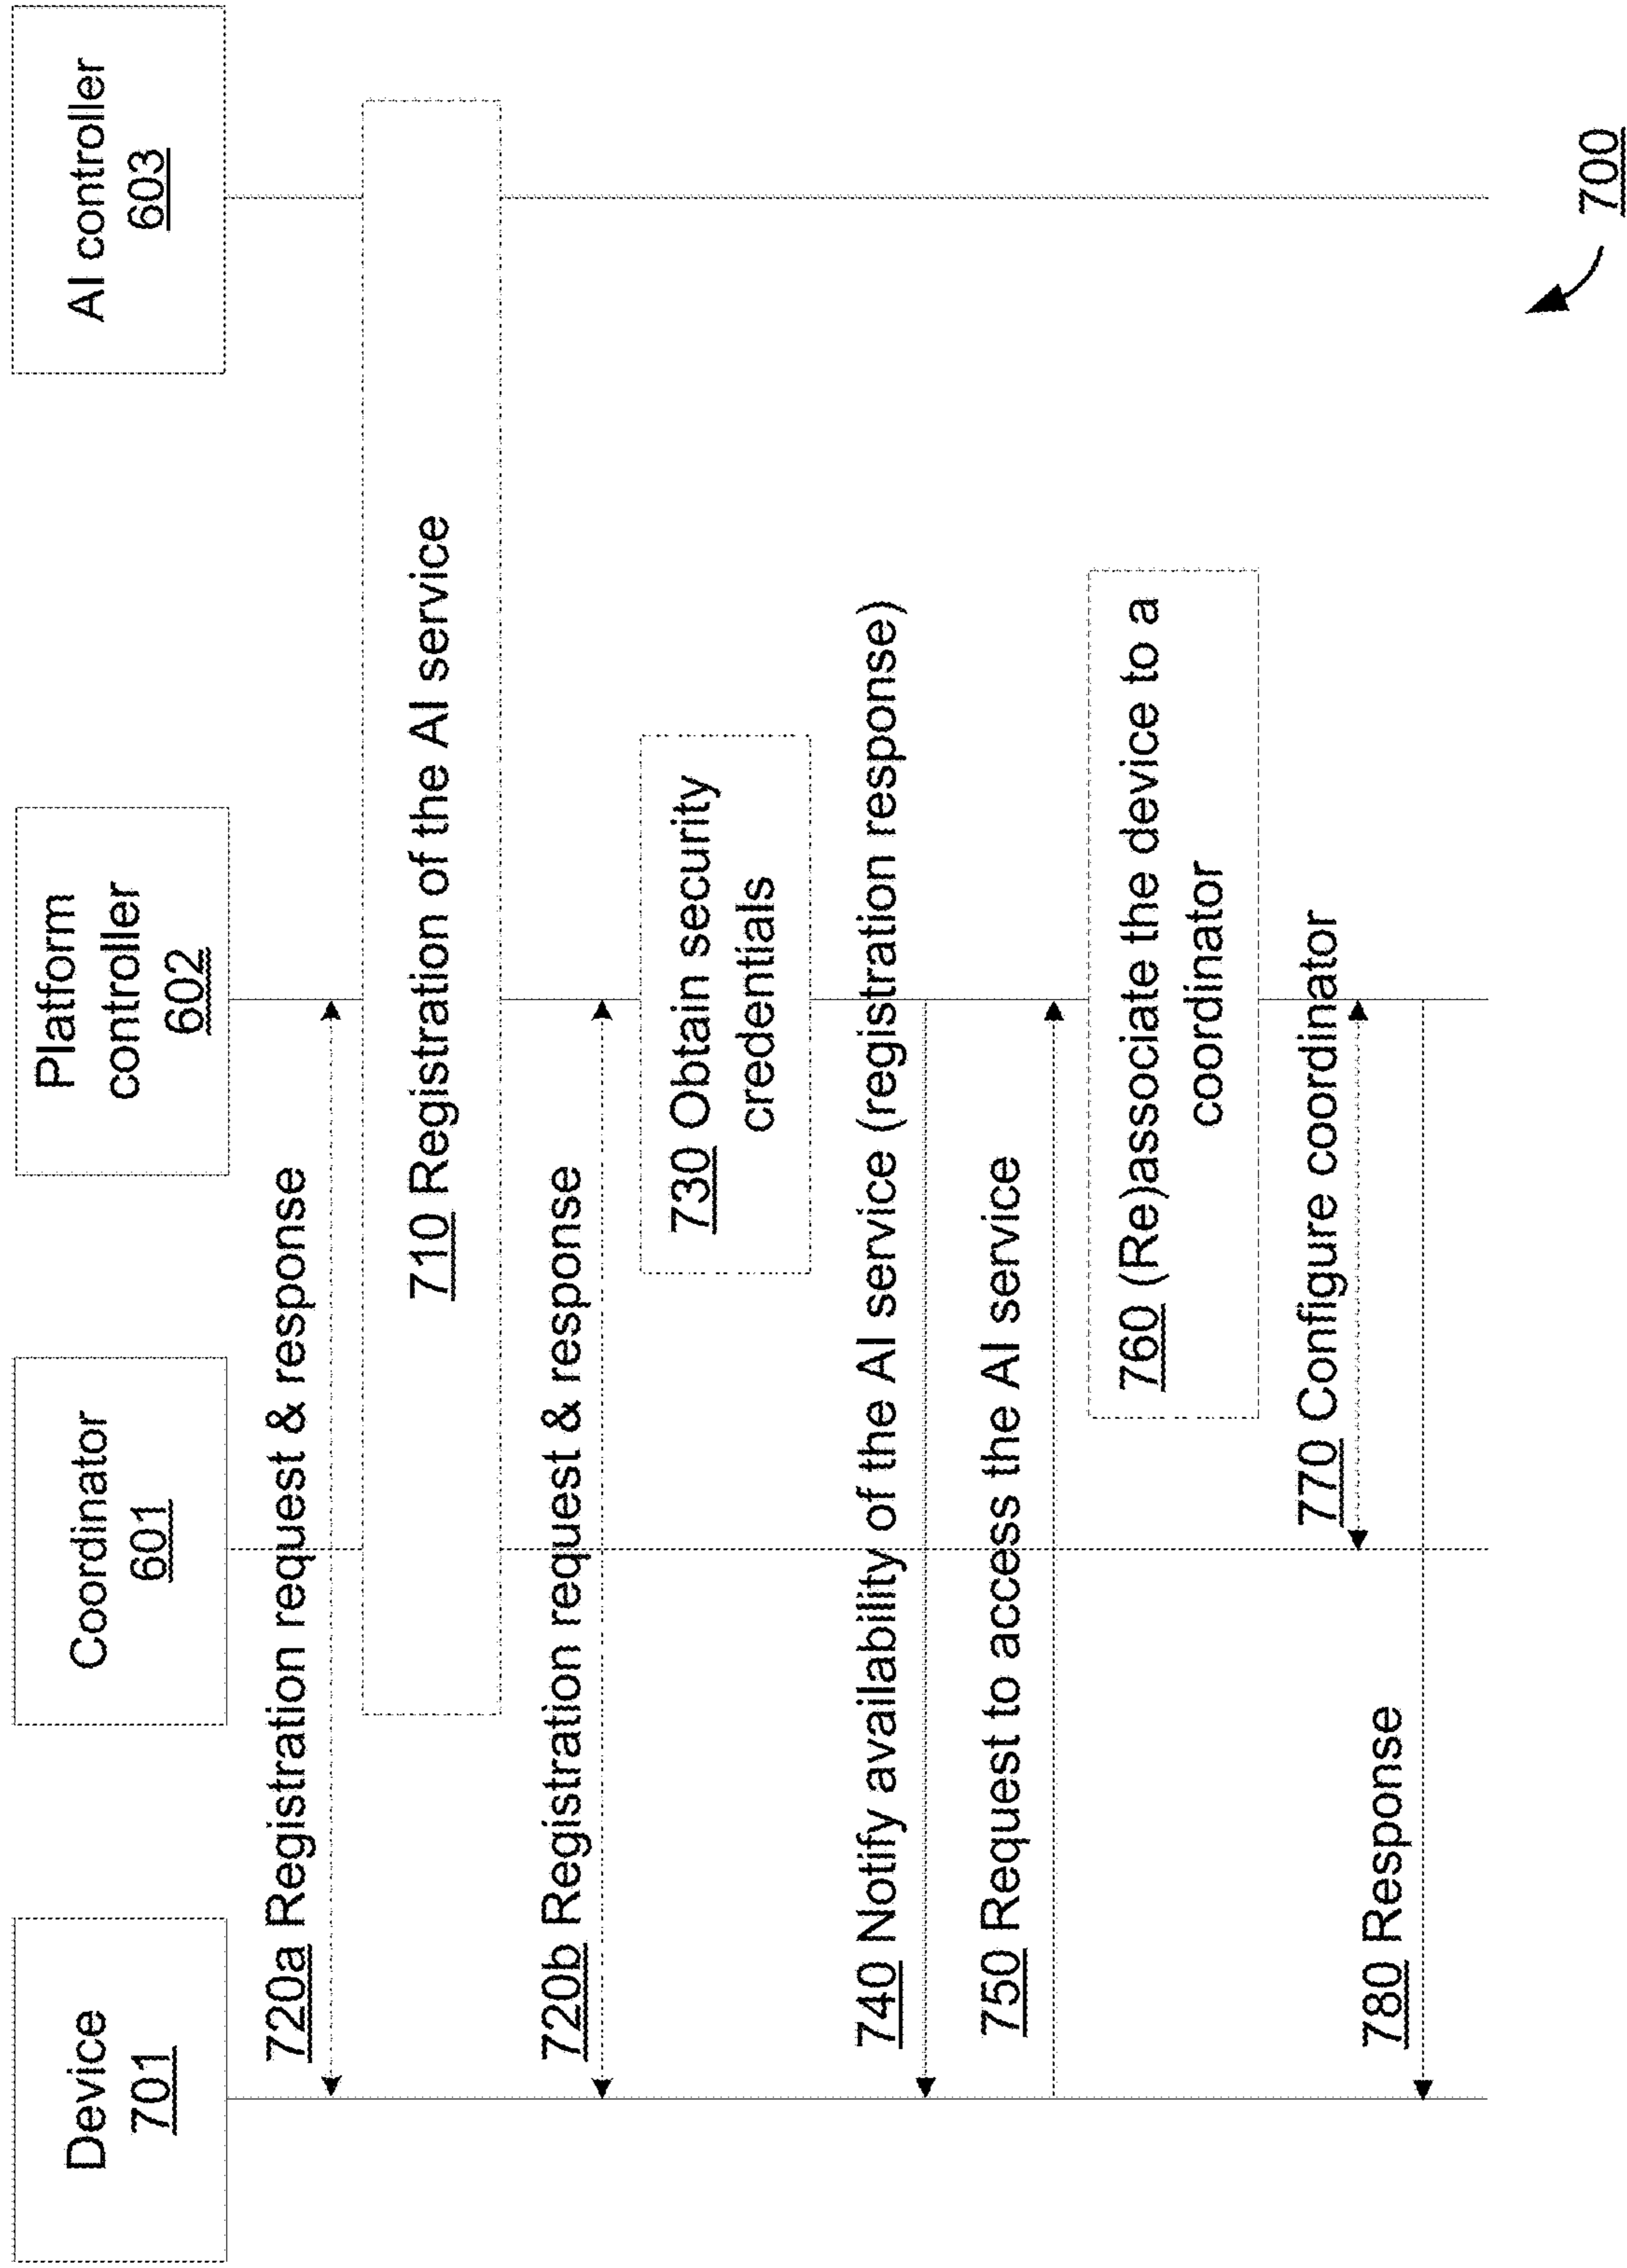 Device
701
Coordinator
601
Platform
controller
602
AI controller
603
720a Registration request & response
710 Registration of the AI service
720b Registration request & response
730 Obtain security
credentials
740 Notify availability of the AI service (registration response)
750 Request to access the AI service
760 (Re)associate the device to a
coordinator
770 Configure coordinator
780 Response
700